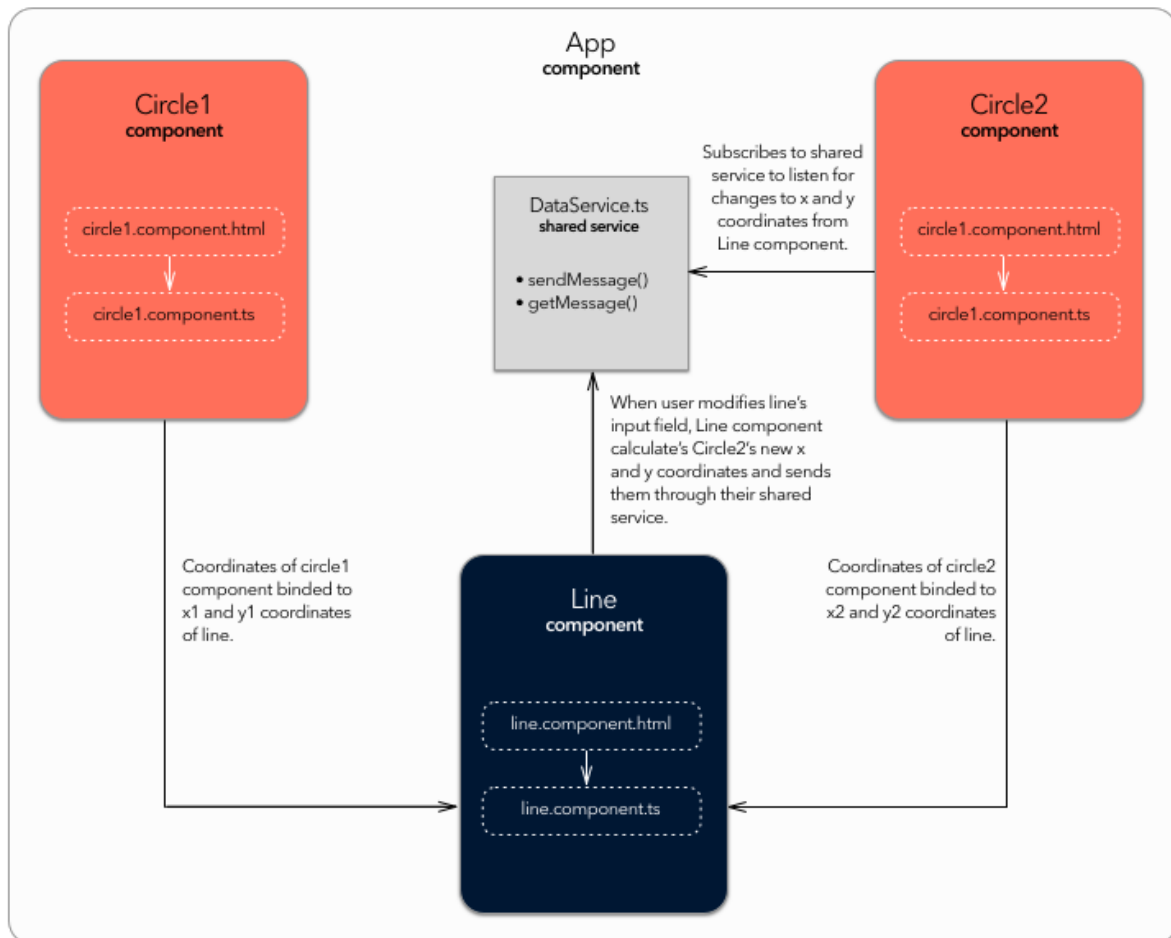 App
component
Circle1
component
circle1.component.html
circle1.component.ts
Circle2
component
circle1.component.html
circle1.component.ts
Subscribes to shared
service to listen for
changes to x and y
coordinates from
Line component.
DataService.ts
shared service
• sendMessage()
• getMessage()
When user modifies line's
input field, Line component
calculate's Circle2's new x
and y coordinates and sends
them through their shared
service.
Coordinates of circle1
component binded to
x1 and y1 coordinates
of line.
Line
component
line.component.html
line.component.ts
Coordinates of circle2
component binded to
x2 and y2 coordinates
of line.